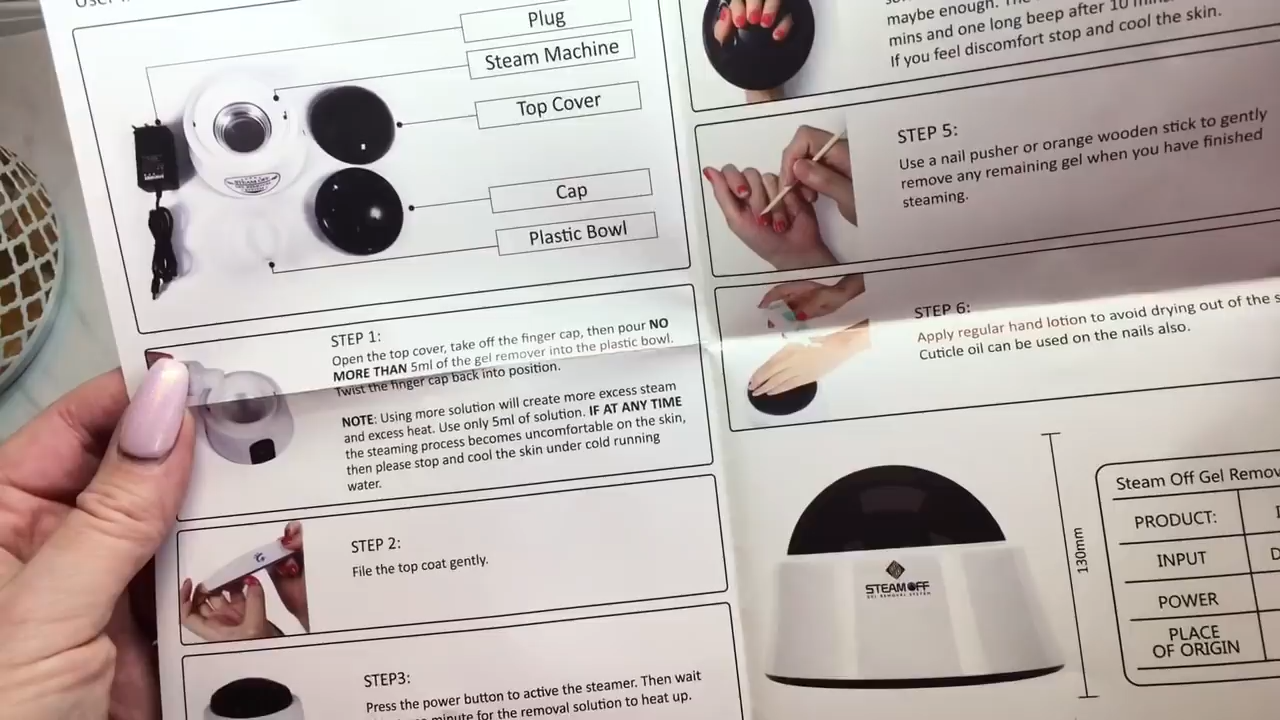 Plug
Steam Machine
Top Cover
Cap
Plastic Bowl
STEP 1:
Open the top cover, take off the finger cap, then pour NO
MORE THAN 5ml of the gel remover into the plastic bowl.
Twist the finger cap back into position.
NOTE: Using more solution will create more excess steam
and excess heat. Use only 5ml of solution. IF AT ANY TIME
the steaming process becomes uncomfortable on the skin,
then please stop and cool the skin under cold running
water.
STEP 2:
File the top coat gently.
STEP3:
Press the power button to active the steamer. Then wait
minute for the removal solution to heat up.
maybe enough. The
mins and one long beep after 10
If you feel discomfort stop and cool the skin.
STEP 5:
Use a nail pusher or orange wooden stick to gently
remove any remaining gel when you have finished
steaming.
STEP 6:
Apply regular hand lotion to avoid drying out of the
Cuticle oil can be used on the nails also.
STEAM OFF
GEL REMOVAL SYSTEM
130mm
Steam Off Gel
PRODUCT:
INPUT
POWER
PLACE
OF ORIGIN